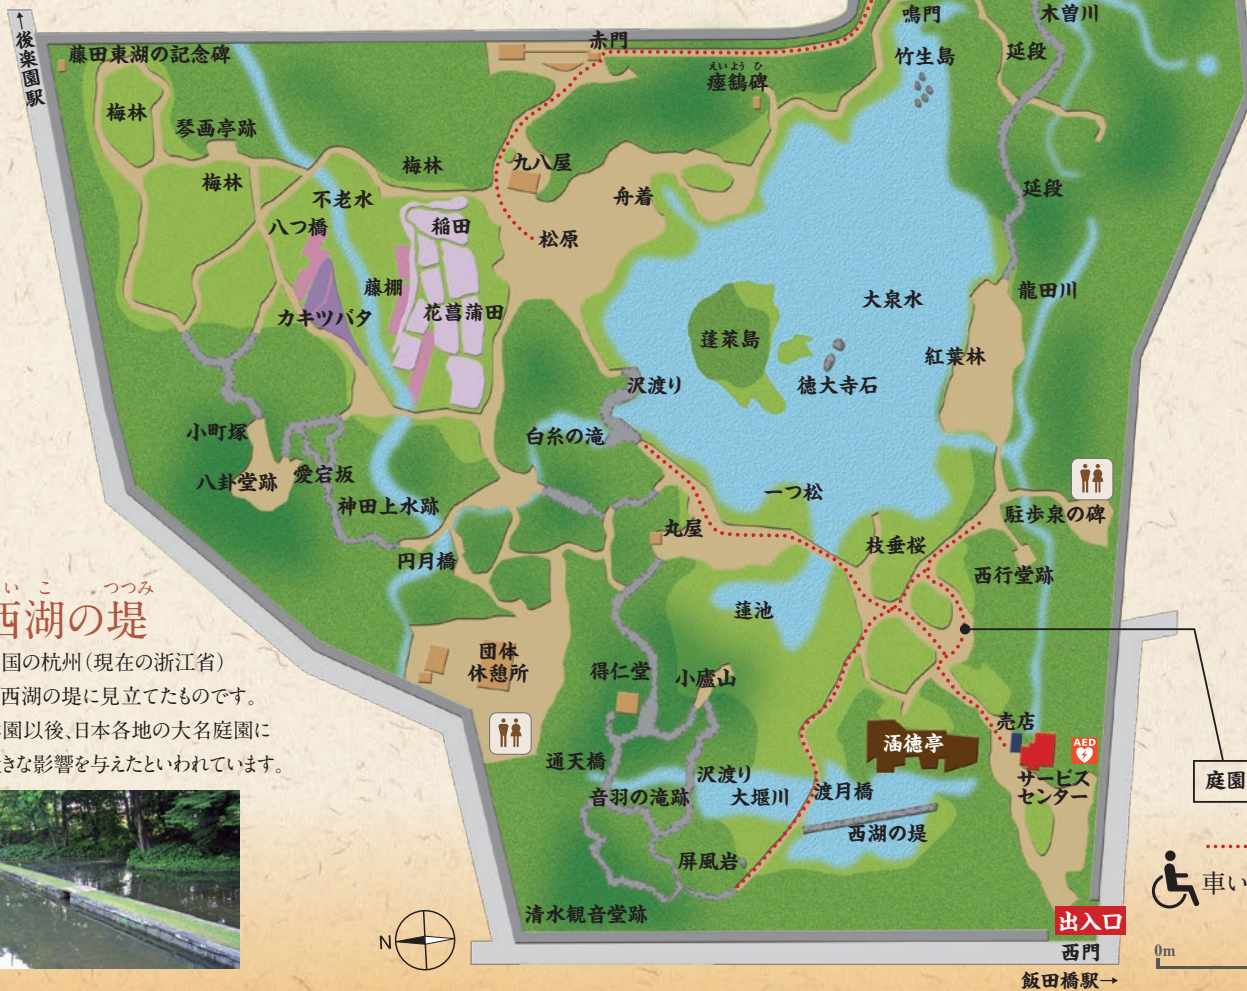 ↑後楽園駅
藤田東湖の記念碑
赤門
鳴門
木曽川
竹生島
延段
えいようひ
瘞鷂碑
梅林
琴画亭跡
梅林
梅林
九八屋
不老水
舟着
延段
八つ橋
稲田
松原
藤棚
大泉水
龍田川
カキツバタ
花菖蒲田
蓬萊島
紅葉林
沢渡り
徳大寺石
小町塚
白糸の滝
八卦堂跡
愛宕坂
神田上水跡
一つ松
駐歩泉の碑
丸屋
枝垂桜
円月橋
西行堂跡
いこ つつみ
西湖の堤
国の杭州(現在の浙江省)
西湖の堤に見立てたものです。
園以後、日本各地の大名庭園に
きな影響を与えたといわれています。
蓮池
団体
休憩所
得仁堂
小廬山
売店
涵徳亭
AED
通天橋
沢渡り
サービス
センター
音羽の滝跡
大堰川
渡月橋
庭園
西湖の堤
屏風岩
車い
清水観音堂跡
出入口
N
西門
0m
飯田橋駅→